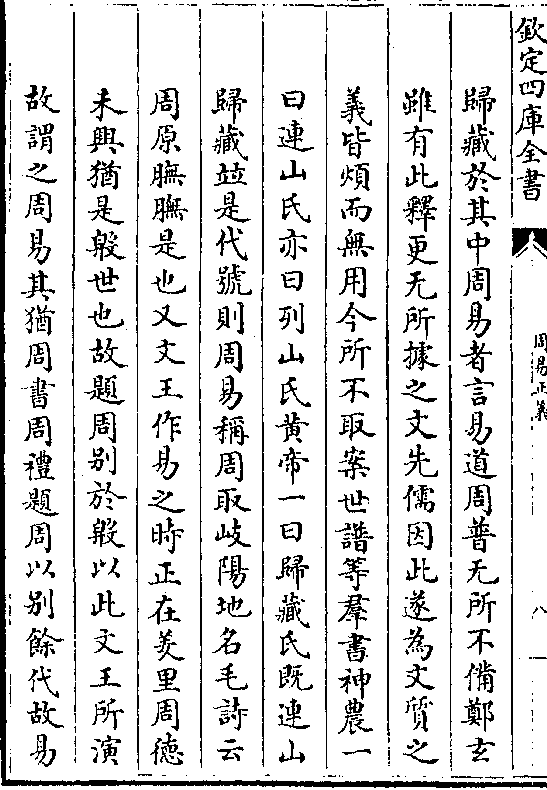 欽定四庫全書
周易正義
八
歸藏於其中周易者言易道周普无所不備鄭玄
雖有此釋更无所據之文先儒因此遂為文質之
義皆煩而無用今所不取案世譜等羣書神農一
曰連山氏亦曰列山氏黄帝一曰歸藏氏既連山
歸藏竝是代號則周易稱周取岐陽地名毛詩云
周原膴膴是也又文王作易之時正在羑里周德
未興猶是殷世也故題周别於殷以此文王所演
故謂之周易其猶周書周禮題周以别餘代故易